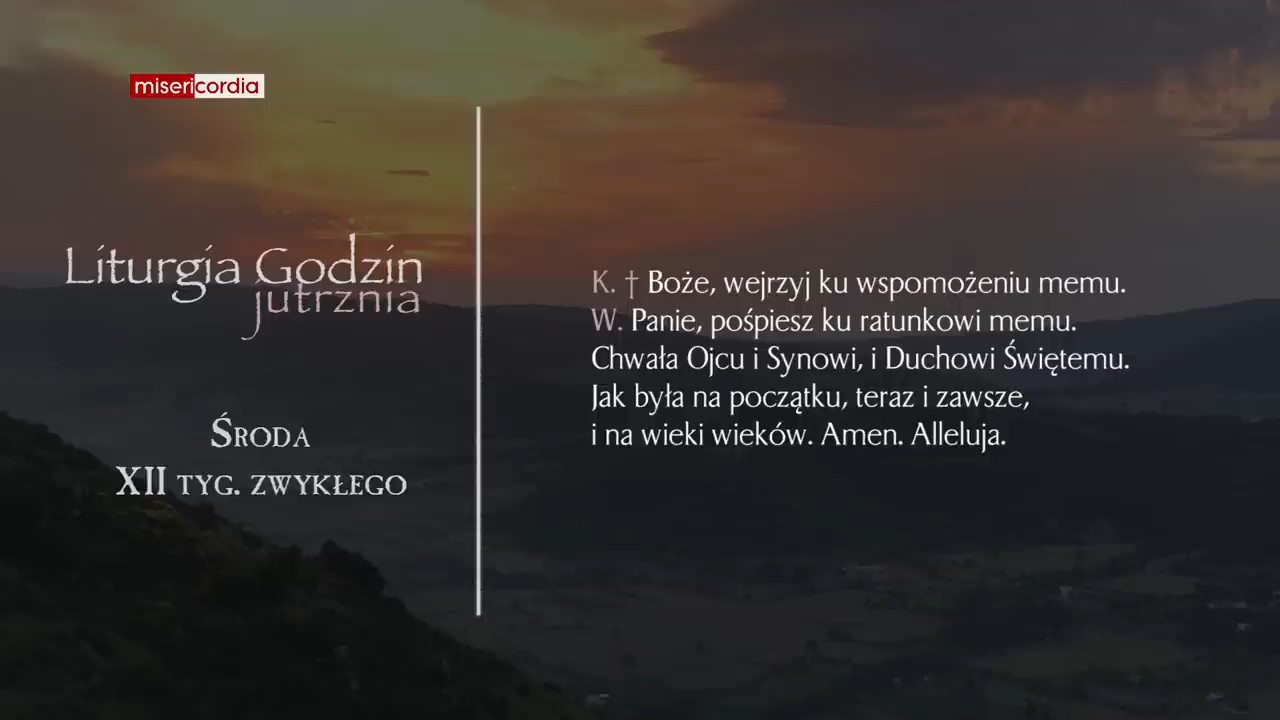 misericordia
Liturgia Godzin
jutrznia
Środa
XII tyg. zwykłego
K. † Boże, wejrzyj ku wspomożeniu memu.
W. Panie, pośpiesz ku ratunkowi memu.
Chwała Ojcu i Synowi, i Duchowi Świętemu.
Jak była na początku, teraz i zawsze,
i na wieki wieków. Amen. Alleluja.